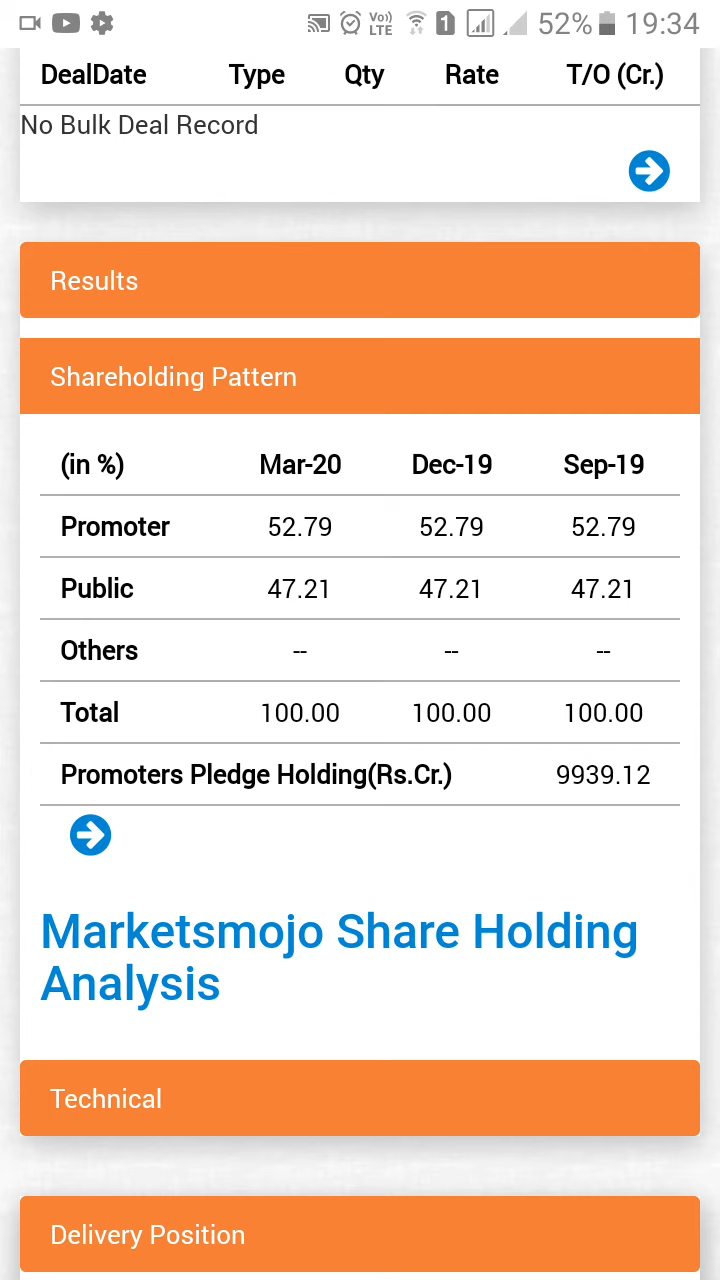 Vo)) LTE 1 52% 19:34
DealDate Type Qty Rate T/O (Cr.)
No Bulk Deal Record
Results
Shareholding Pattern
(in %) Mar-20 Dec-19 Sep-19
Promoter 52.79 52.79 52.79
Public 47.21 47.21 47.21
Others -- -- --
Total 100.00 100.00 100.00
Promoters Pledge Holding(Rs.Cr.) 9939.12
Marketsmojo Share Holding
Analysis
Technical
Delivery Position